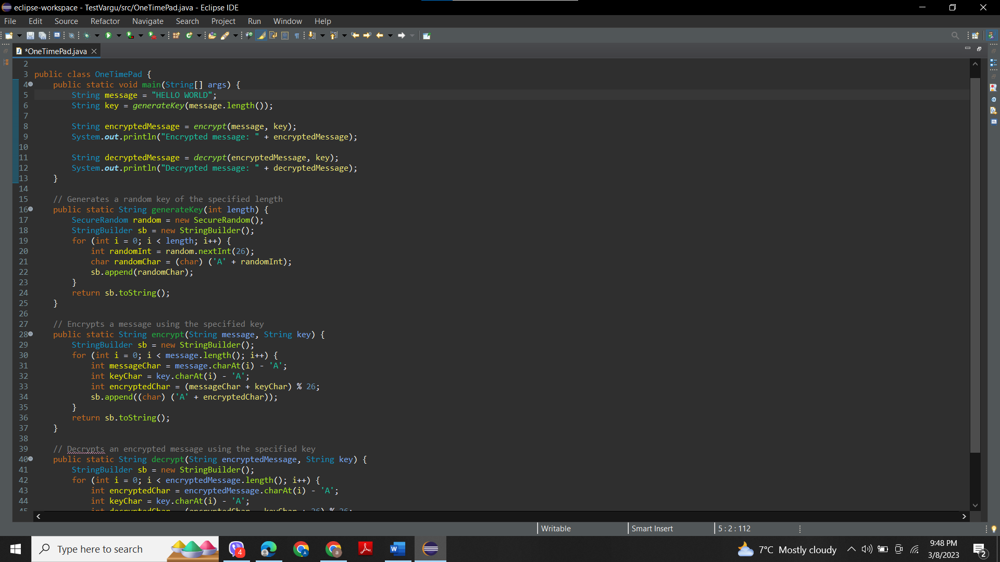 eclipse-workspace - TestVargu/src/OneTimePad.java - Eclipse IDE
File Edit Source Refactor Navigate Search Project Run Window Help
*OneTimePad.java
2
3 public class OneTimePad {
4 public static void main(String[] args) {
5 String message = "HELLO WORLD";
6 String key = generateKey(message.length());
7
8 String encryptedMessage = encrypt(message, key);
9 System.out.println("Encrypted message: " + encryptedMessage);
10
11 String decryptedMessage = decrypt(encryptedMessage, key);
12 System.out.println("Decrypted message: " + decryptedMessage);
13 }
14
15 // Generates a random key of the specified length
16 public static String generateKey(int length) {
17 SecureRandom random = new SecureRandom();
18 StringBuilder sb = new StringBuilder();
19 for (int i = 0; i < length; i++) {
20 int randomInt = random.nextInt(26);
21 char randomChar = (char) ('A' + randomInt);
22 sb.append(randomChar);
23 }
24 return sb.toString();
25 }
26
27 // Encrypts a message using the specified key
28 public static String encrypt(String message, String key) {
29 StringBuilder sb = new StringBuilder();
30 for (int i = 0; i < message.length(); i++) {
31 int messageChar = message.charAt(i) - 'A';
32 int keyChar = key.charAt(i) - 'A';
33 int encryptedChar = (messageChar + keyChar) % 26;
34 sb.append((char) ('A' + encryptedChar));
35 }
36 return sb.toString();
37 }
38
39 // Decrypts an encrypted message using the specified key
40 public static String decrypt(String encryptedMessage, String key) {
41 StringBuilder sb = new StringBuilder();
42 for (int i = 0; i < encryptedMessage.length(); i++) {
43 int encryptedChar = encryptedMessage.charAt(i) - 'A';
44 int keyChar = key.charAt(i) - 'A';
45 int decryptedChar = (encryptedChar - keyChar + 26) % 26;
Writable Smart Insert 5 : 2 : 112
Type here to search
4
7°C Mostly cloudy
9:48 PM
3/8/2023
2